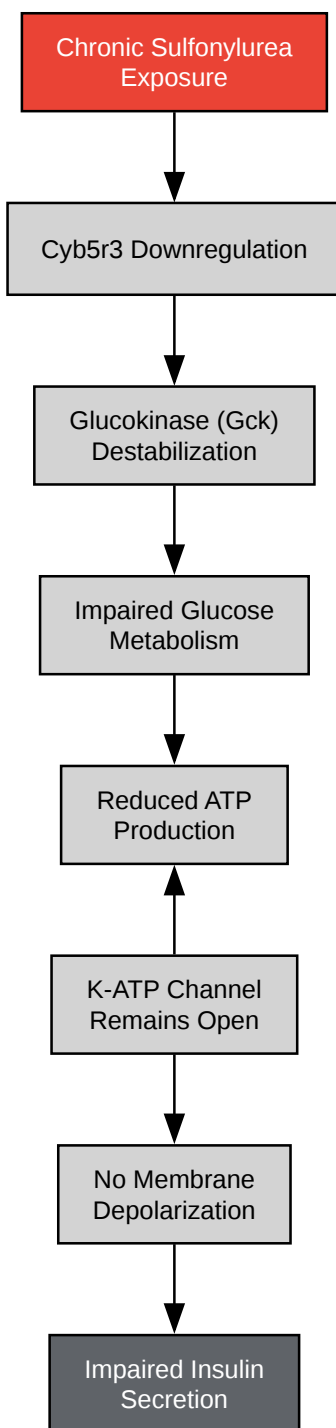 Chronic Sulfonylurea
Exposure
Cyb5r3 Downregulation
Glucokinase (Gck)
Destabilization
Impaired Glucose
Metabolism
Reduced ATP
Production
K-ATP Channel
Remains Open
No Membrane
Depolarization
Impaired Insulin
Secretion